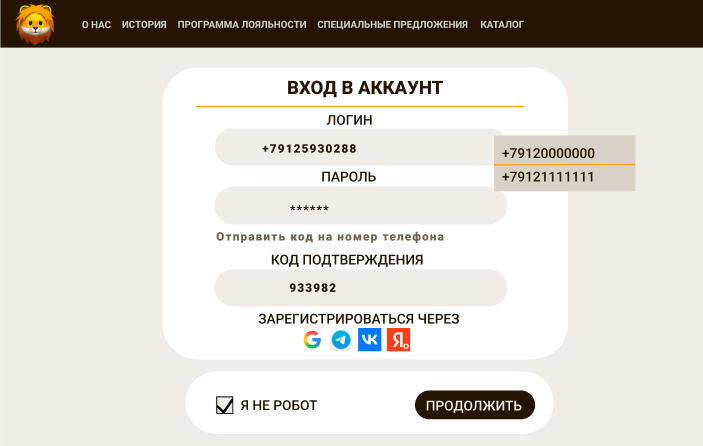 О НАС ИСТОРИЯ ПРОГРАММА ЛОЯЛЬНОСТИ СПЕЦИАЛЬНЫЕ ПРЕДЛОЖЕНИЯ КАТАЛОГ
ВХОД В АККАУНТ
ЛОГИН
+79125930288
+79120000000
+79121111111
ПАРОЛЬ
******
Отправить код на номер телефона
КОД ПОДТВЕРЖДЕНИЯ
933982
ЗАРЕГИСТРИРОВАТЬСЯ ЧЕРЕЗ
Я НЕ РОБОТ ПРОДОЛЖИТЬ